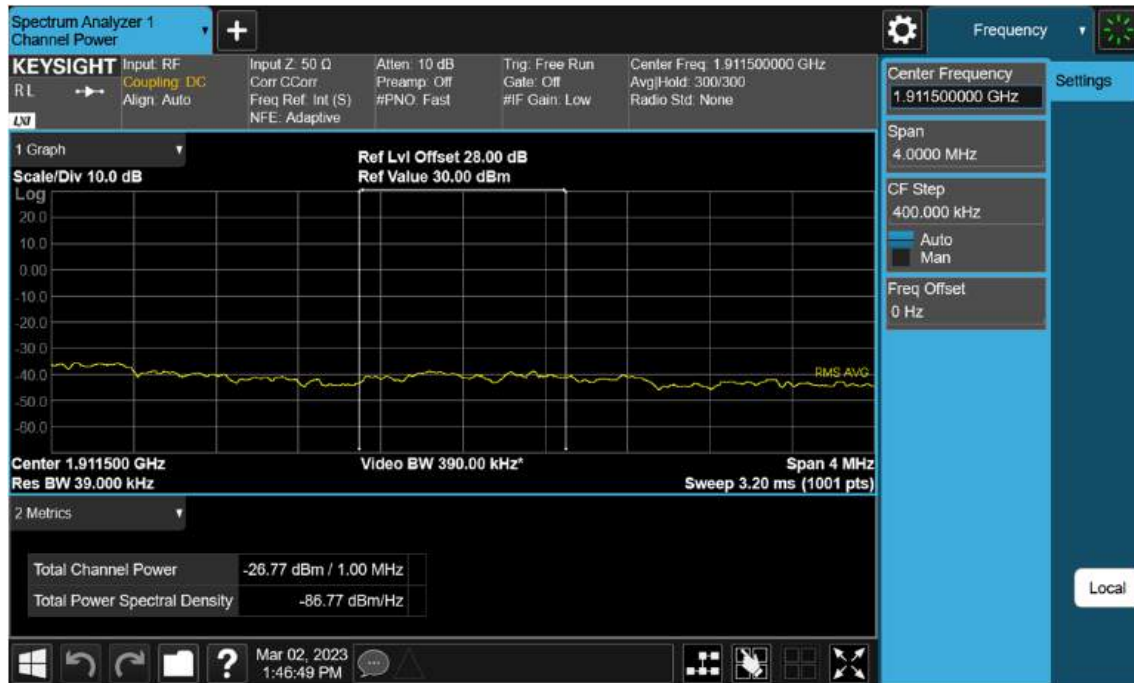 Spectrum Analyzer 1
Channel Power
Frequency
KEYSIGHT
RL
LXI
Input: RF
Coupling: DC
Align: Auto
Input Z: 50 Ω
Corr CCorr
Freq Ref: Int (S)
NFE: Adaptive
Atten: 10 dB
Preamp: Off
#PNO: Fast
Trig: Free Run
Gate: Off
#IF Gain: Low
Center Freq: 1.911500000 GHz
Avg|Hold: 300/300
Radio Std: None
1 Graph
Scale/Div 10.0 dB
Ref Lvl Offset 28.00 dB
Ref Value 30.00 dBm
Log
20.0
10.0
0.00
-10.0
-20.0
-30.0
-40.0
-50.0
-60.0
RMS AVG
Center 1.911500 GHz
Video BW 390.00 kHz*
Span 4 MHz
Res BW 39.000 kHz
Sweep 3.20 ms (1001 pts)
2 Metrics
Total Channel Power -26.77 dBm / 1.00 MHz
Total Power Spectral Density -86.77 dBm/Hz
Center Frequency
1.911500000 GHz
Span
4.0000 MHz
CF Step
400.000 kHz
Auto
Man
Freq Offset
0 Hz
Settings
Local
?
Mar 02, 2023
1:46:49 PM